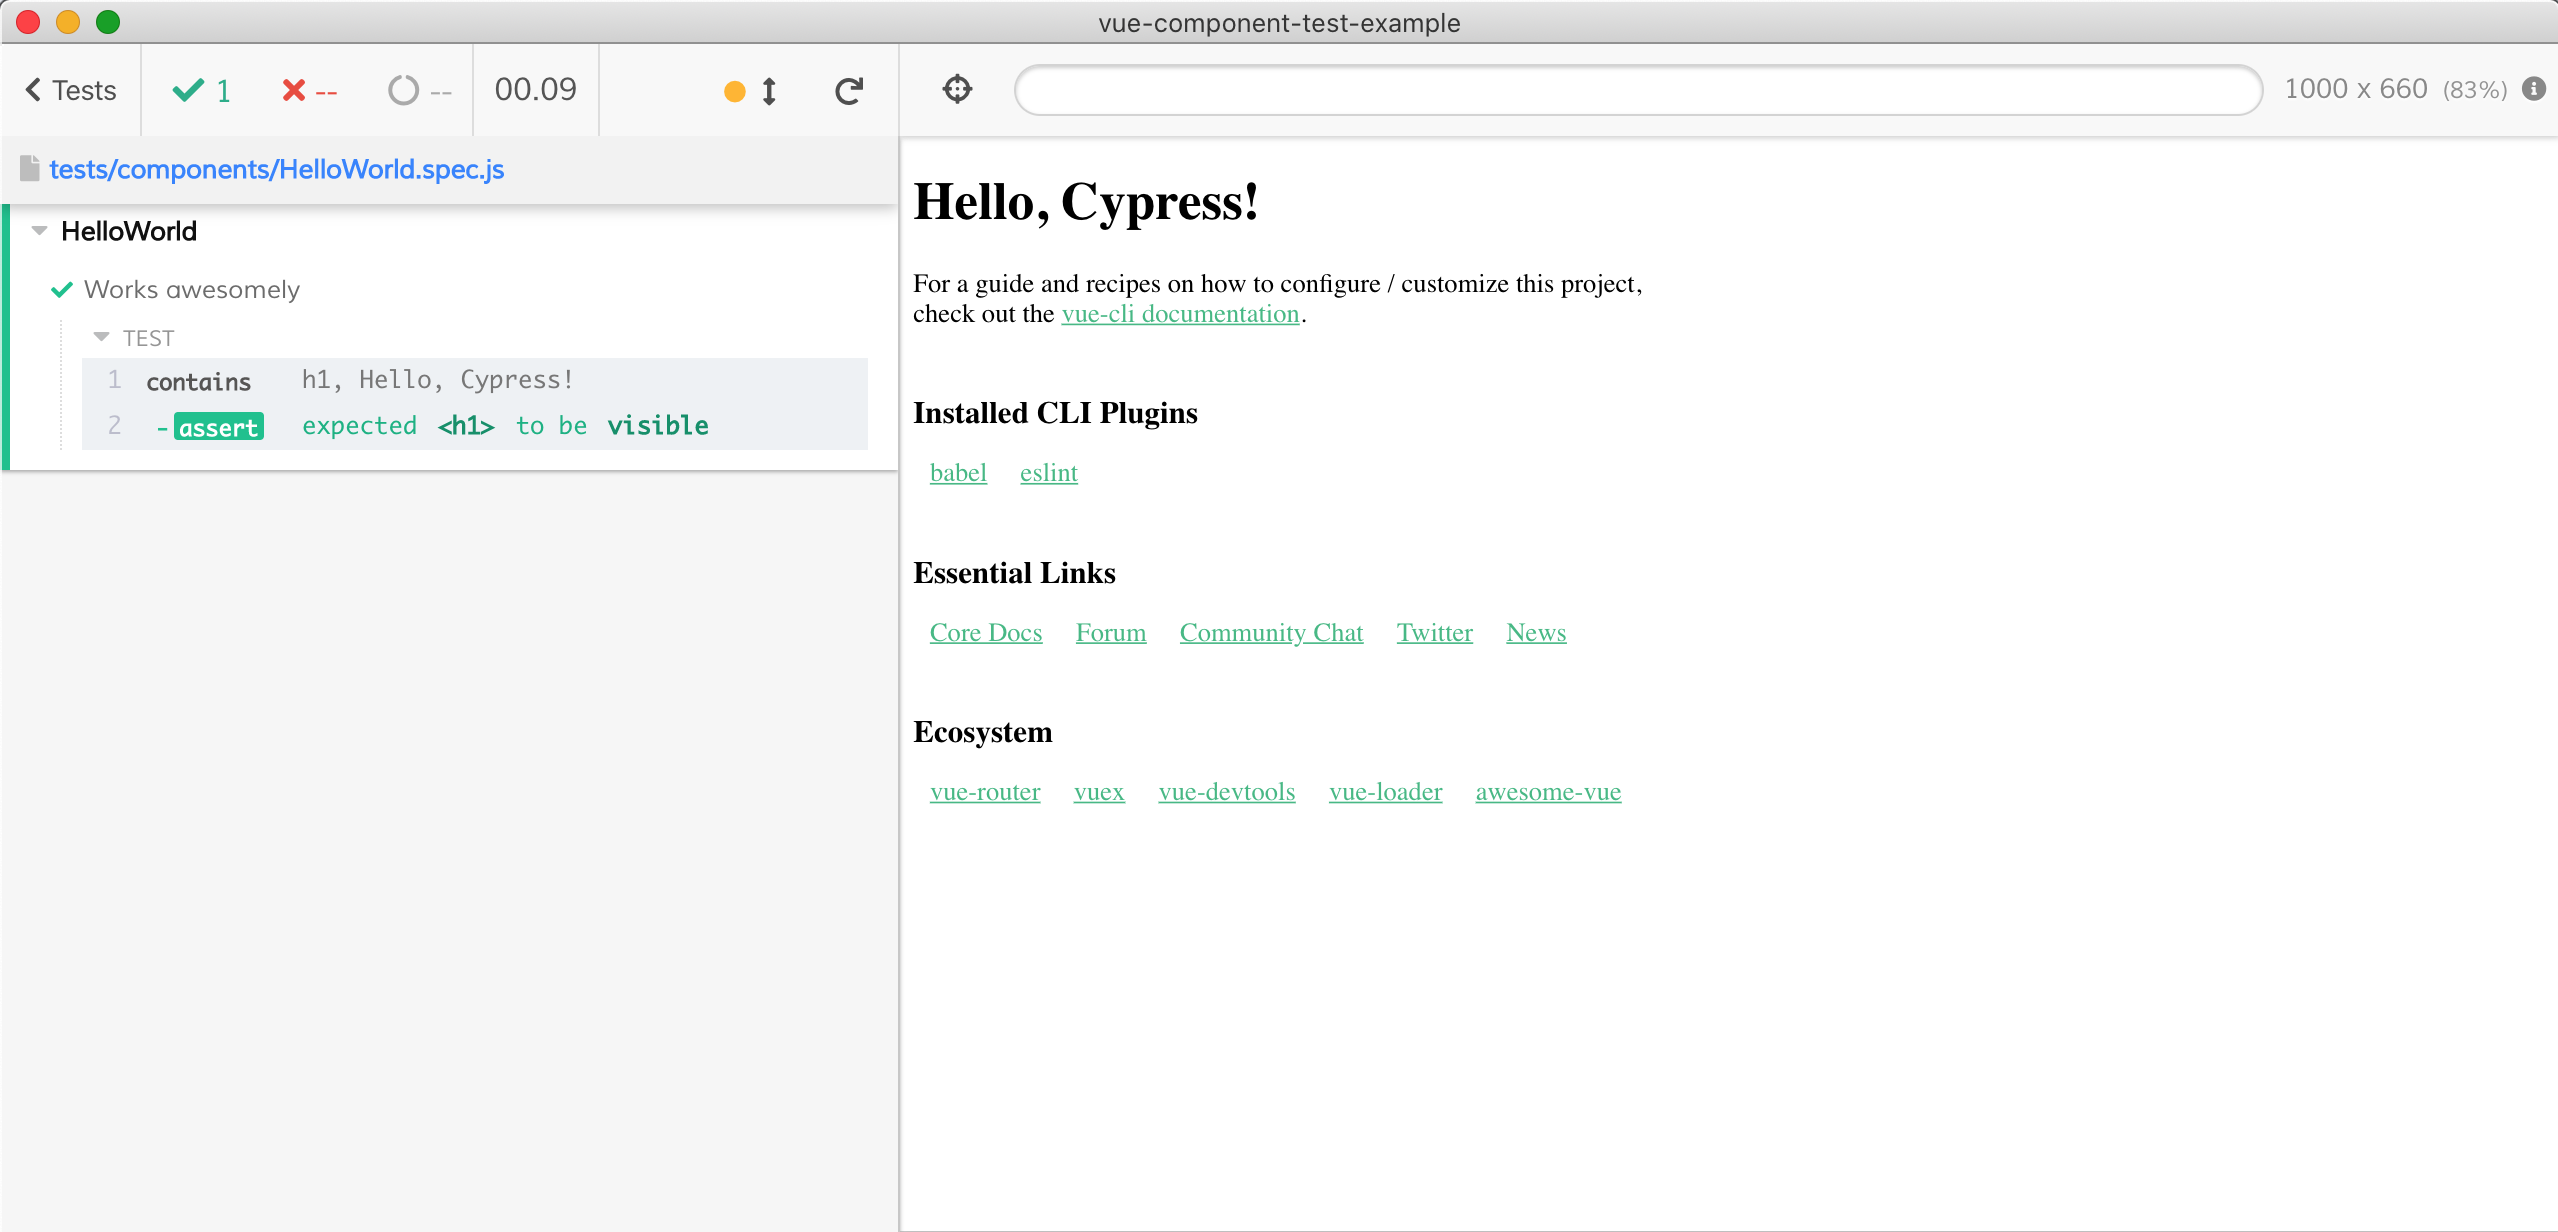 vue-component-test-example
Tests
1
--
--
00.09
1000 x 660 (83%)
tests/components/HelloWorld.spec.js
HelloWorld
Works awesomely
TEST
1 contains h1, Hello, Cypress!
2 -assert expected <h1> to be visible
Hello, Cypress!
For a guide and recipes on how to configure / customize this project,
check out the vue-cli documentation.
Installed CLI Plugins
babel eslint
Essential Links
Core Docs Forum Community Chat Twitter News
Ecosystem
vue-router vuex vue-devtools vue-loader awesome-vue